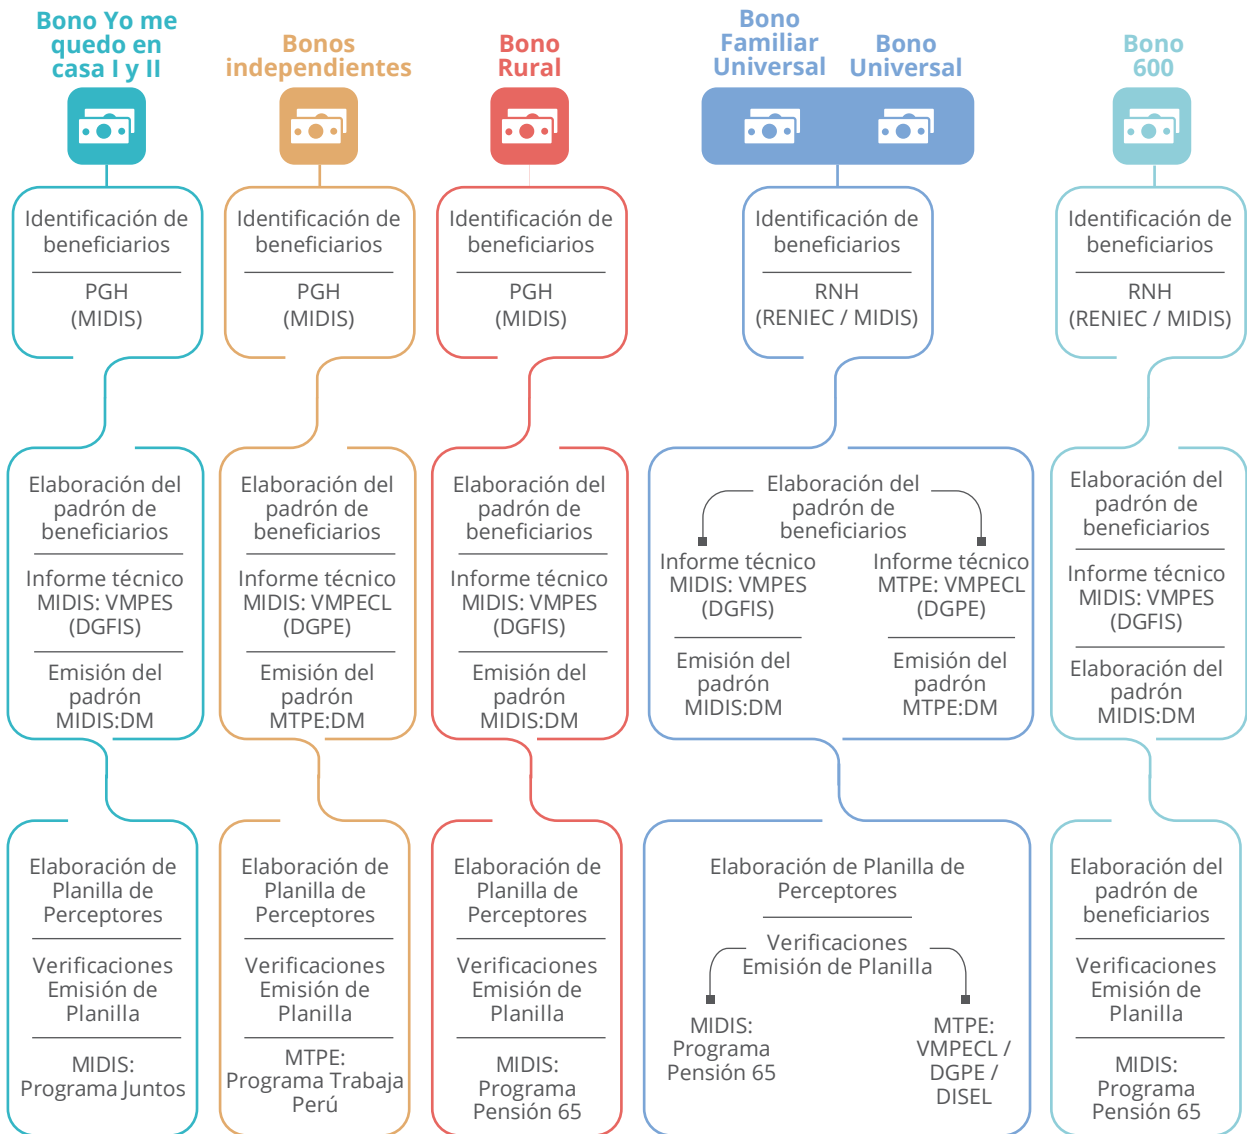 Bono Yo me
quedo en
casa I y II
Identificación de
beneficiarios
PGH
(MIDIS)
Elaboración del
padrón de
beneficiarios
Informe técnico
MIDIS: VMPES
(DGFIS)
Emisión del
padrón
MIDIS:DM
Elaboración de
Planilla de
Perceptores
Verificaciones
Emisión de
Planilla
MIDIS:
Programa Juntos
Bonos
independientes
Identificación de
beneficiarios
PGH
(MIDIS)
Elaboración del
padrón de
beneficiarios
Informe técnico
MIDIS: VMPECL
(DGPE)
Emisión del
padrón
MTPE:DM
Elaboración de
Planilla de
Perceptores
Verificaciones
Emisión de
Planilla
MTPE:
Programa Trabaja
Perú
Bono
Rural
Identificación de
beneficiarios
PGH
(MIDIS)
Elaboración del
padrón de
beneficiarios
Informe técnico
MIDIS: VMPES
(DGFIS)
Emisión del
padrón
MIDIS:DM
Elaboración de
Planilla de
Perceptores
Verificaciones
Emisión de
Planilla
MIDIS:
Programa
Pensión 65
Bono
Familiar
Universal
Bono
Universal
Identificación de
beneficiarios
RNH
(RENIEC / MIDIS)
Elaboración del
padrón de
beneficiarios
Informe técnico
MIDIS: VMPES
(DGFIS)
Emisión del
padrón
MIDIS:DM
Informe técnico
MTPE: VMPECL
(DGPE)
Emisión del
padrón
MTPE:DM
Elaboración de Planilla de
Perceptores
Verificaciones
Emisión de Planilla
MIDIS:
Programa
Pensión 65
MTPE:
VMPECL /
DGPE /
DISEL
Bono
600
Identificación de
beneficiarios
RNH
(RENIEC / MIDIS)
Elaboración del
padrón de
beneficiarios
Informe técnico
MIDIS: VMPES
(DGFIS)
Elaboración del
padrón
MIDIS:DM
Elaboración del
padrón de
beneficiarios
Verificaciones
Emisión de
Planilla
MIDIS:
Programa
Pensión 65